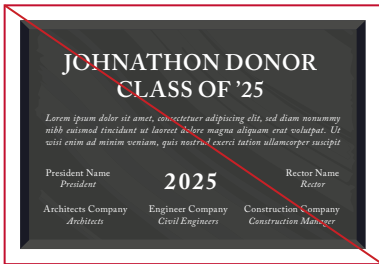 JOHNATHON DONOR
CLASS OF ’25
Lorem ipsum dolor sit amet, consectetuer adipiscing elit, sed diam nonummy
nibh euismod tincidunt ut laoreet dolore magna aliquam erat volutpat. Ut
wisi enim ad minim veniam, quis nostrud exerci tation ullamcorper suscipit
President Name
President
2025
Rector Name
Rector
Architects Company
Architects
Engineer Company
Civil Engineers
Construction Company
Construction Manager